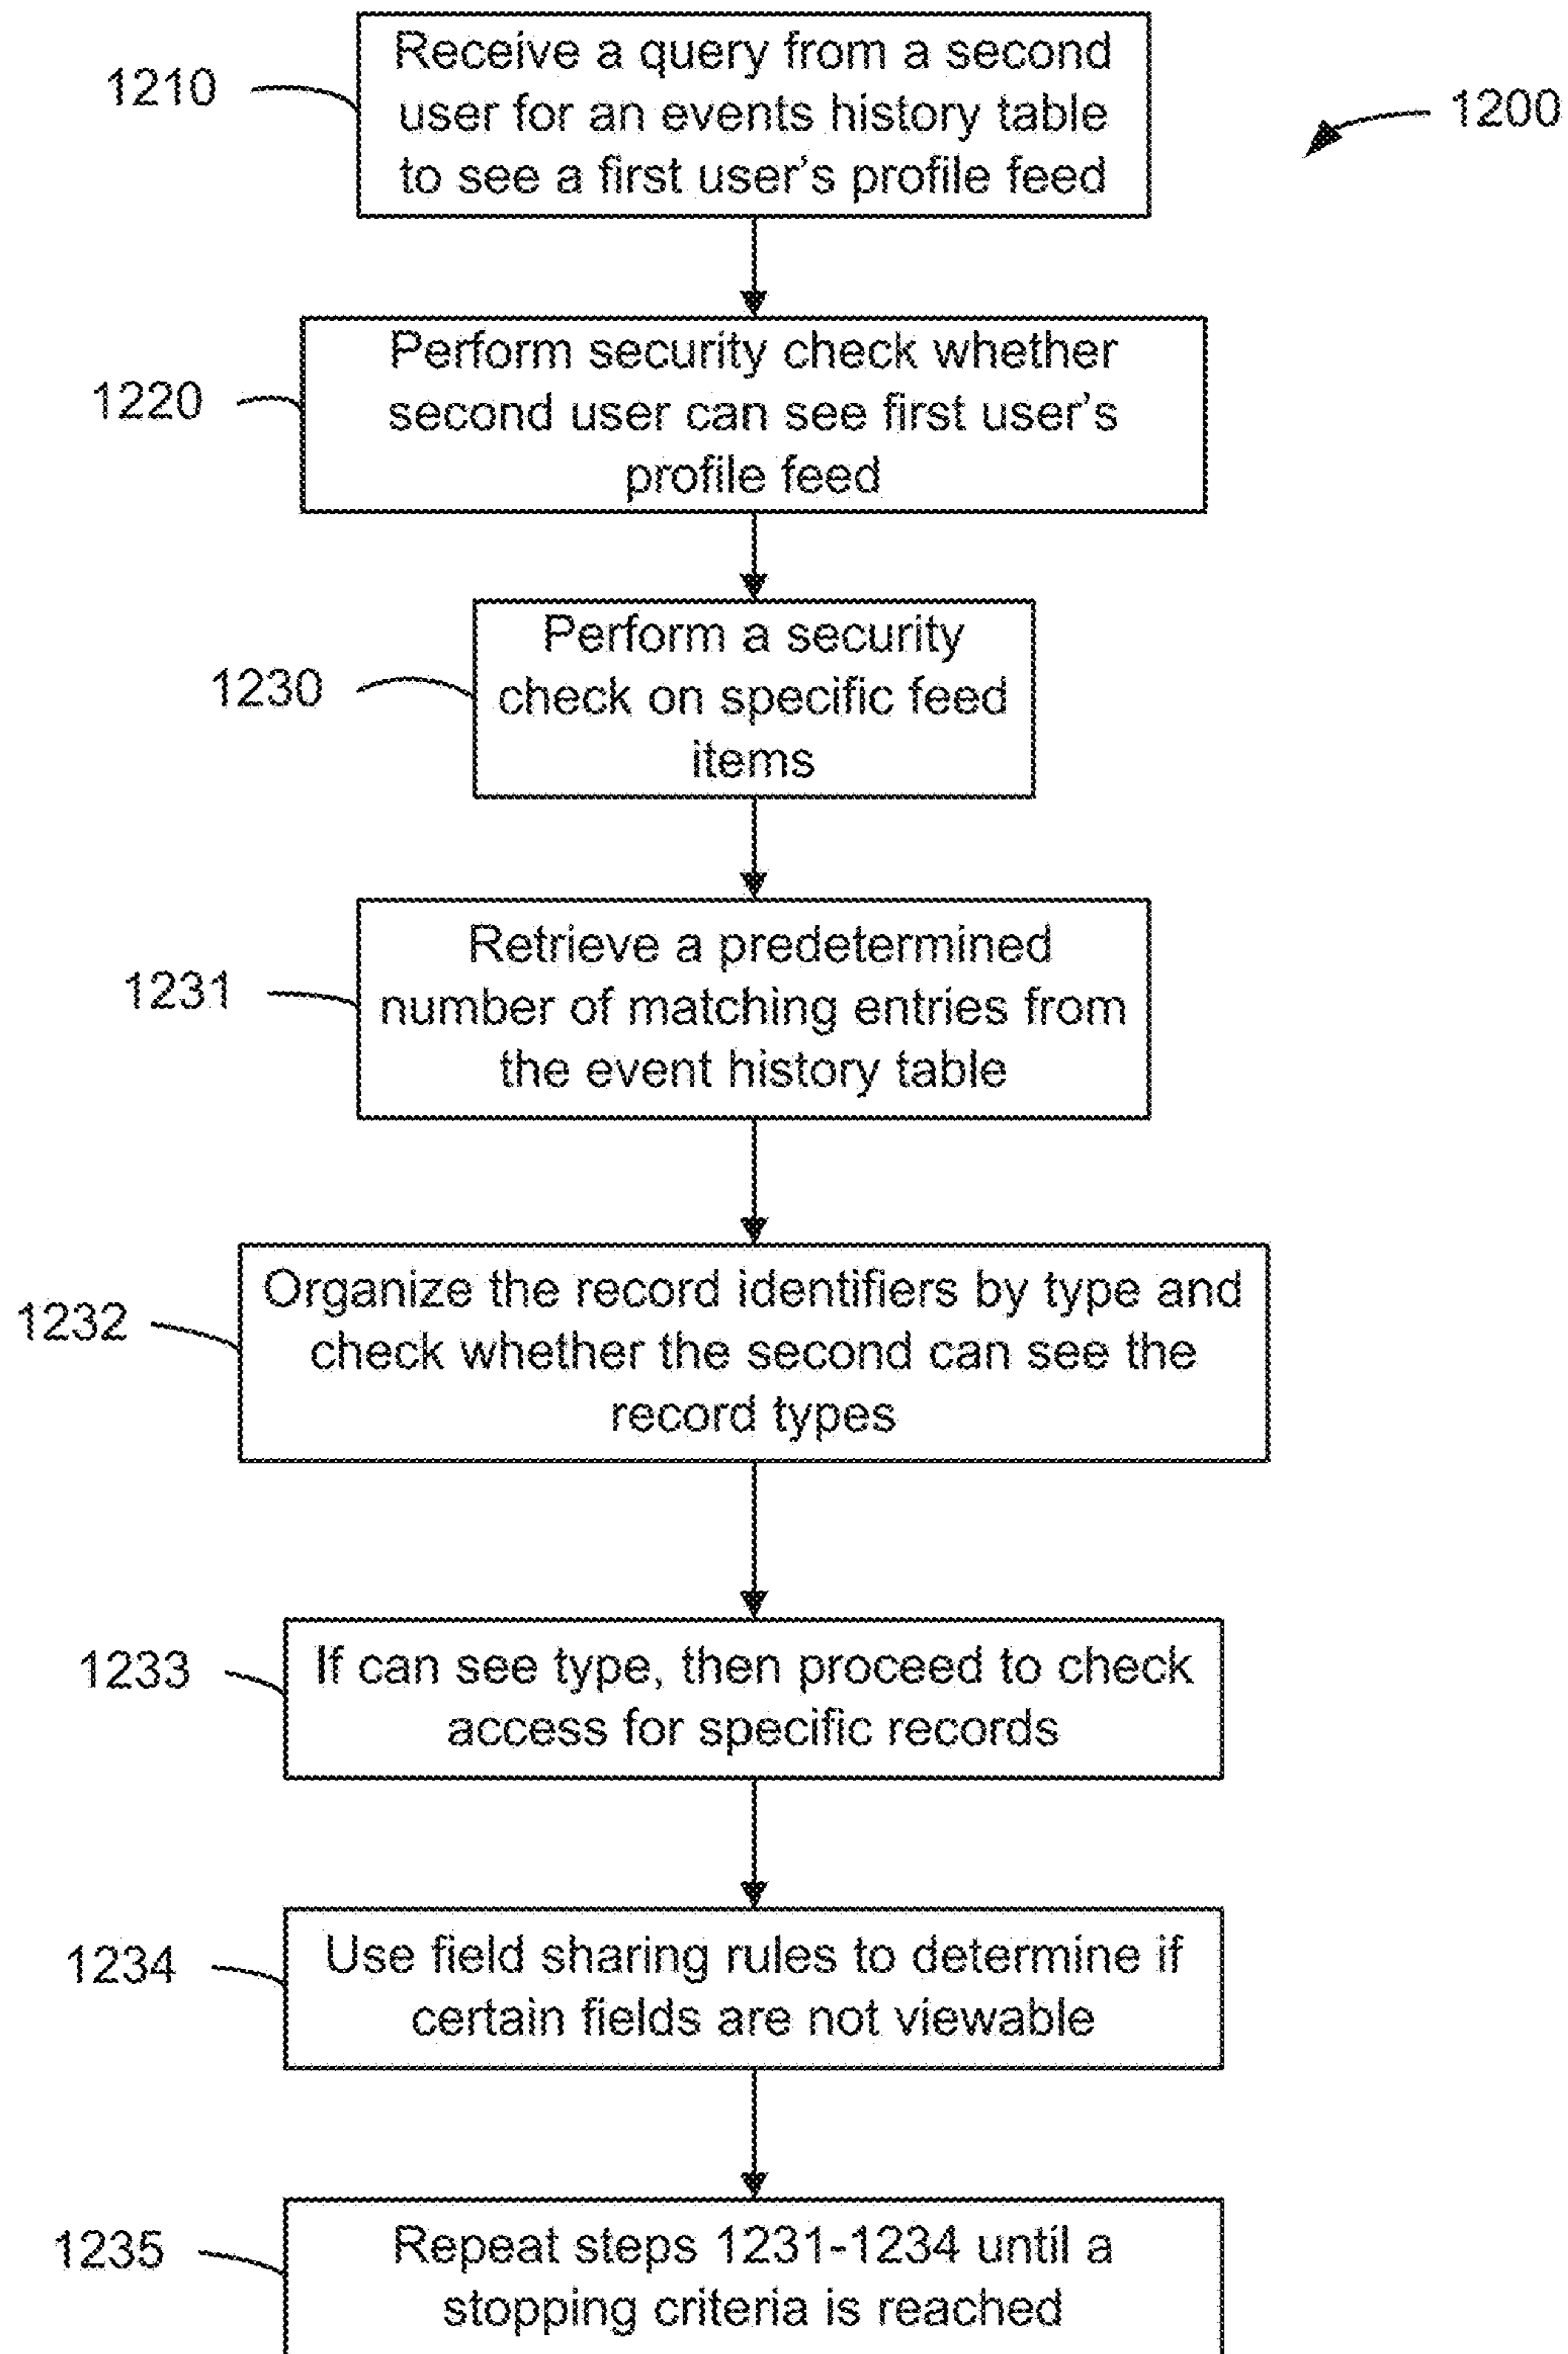 1210
Receive a query from a second
user for an events history table
to see a first user's profile feed
1200
1220
Perform security check whether
second user can see first user's
profile feed
1230
Perform a security
check on specific feed
items
1231
Retrieve a predetermined
number of matching entries from
the event history table
1232
Organize the record identifiers by type and
check whether the second can see the
record types
1233
If can see type, then proceed to check
access for specific records
1234
Use field sharing rules to determine if
certain fields are not viewable
1235
Repeat steps 1231-1234 until a
stopping criteria is reached